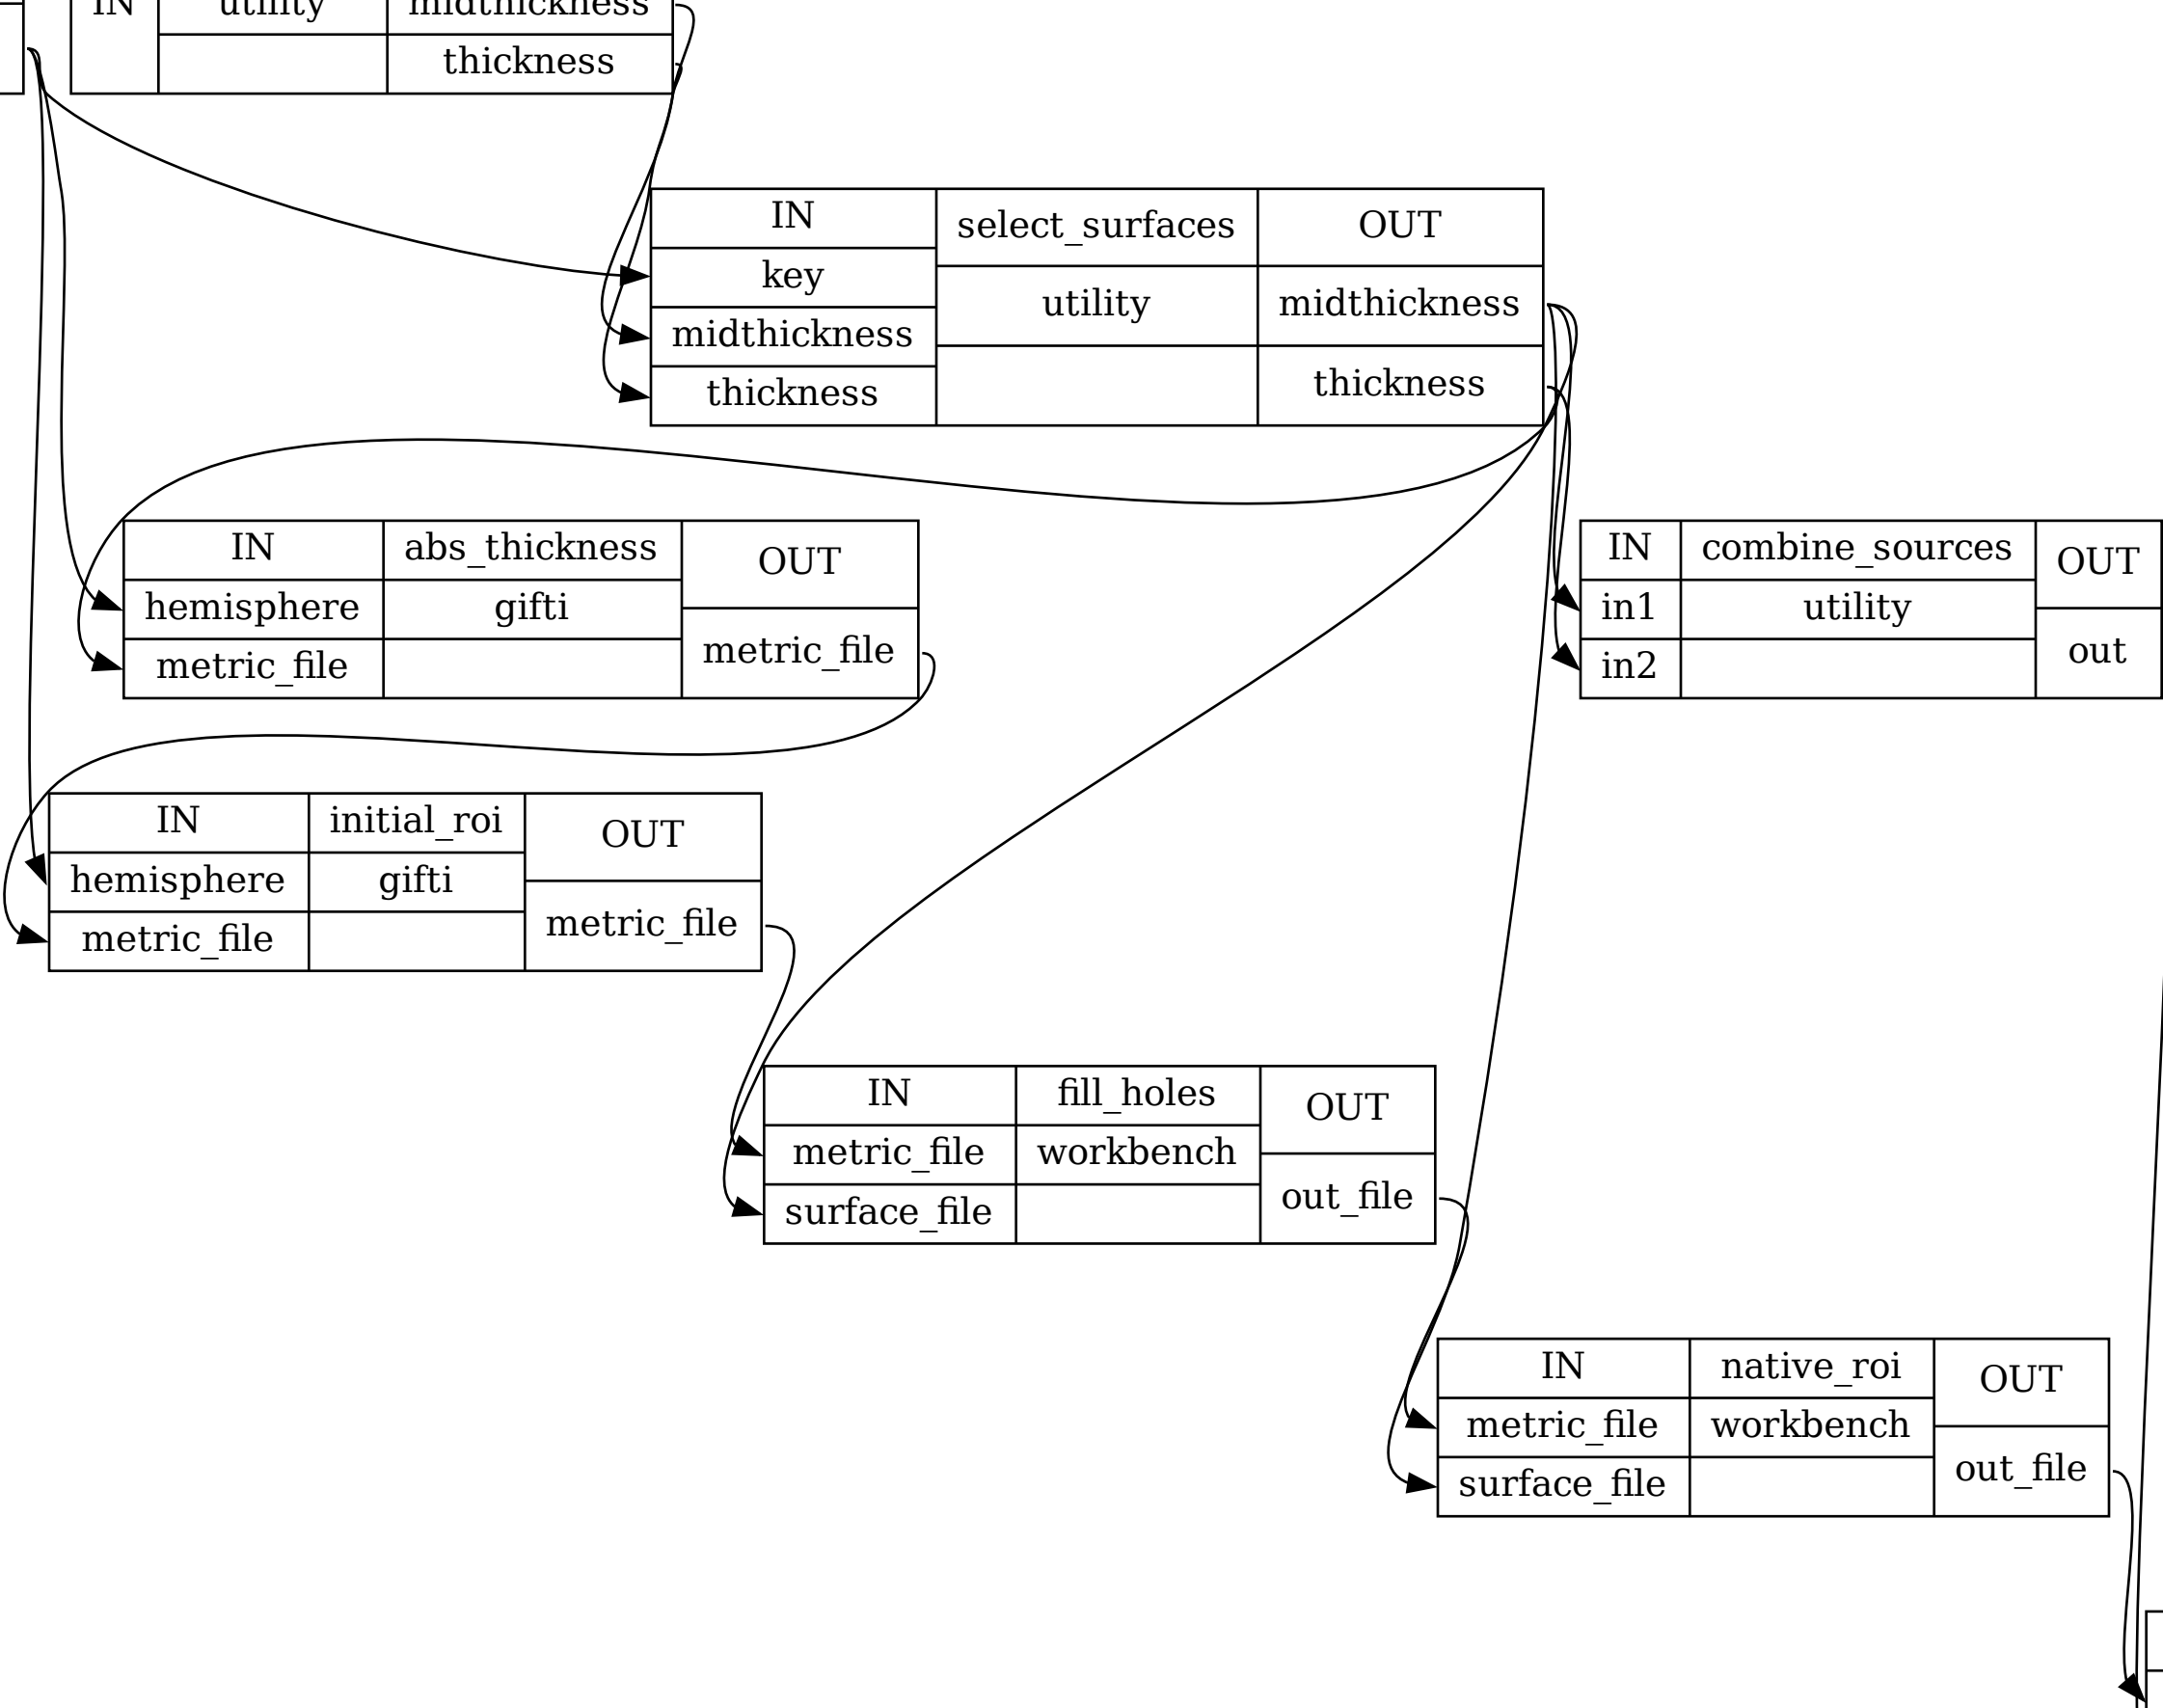 IN utility midthickness
thickness
IN select_surfaces OUT
key
utility midthickness
midthickness
thickness thickness
IN abs_thickness OUT
hemisphere gifti
metric_file metric_file
IN combine_sources OUT
in1 utility
in2 out
IN initial_roi OUT
hemisphere gifti
metric_file metric_file
IN fill_holes OUT
metric_file workbench
surface_file out_file
IN native_roi OUT
metric_file workbench
surface_file out_file